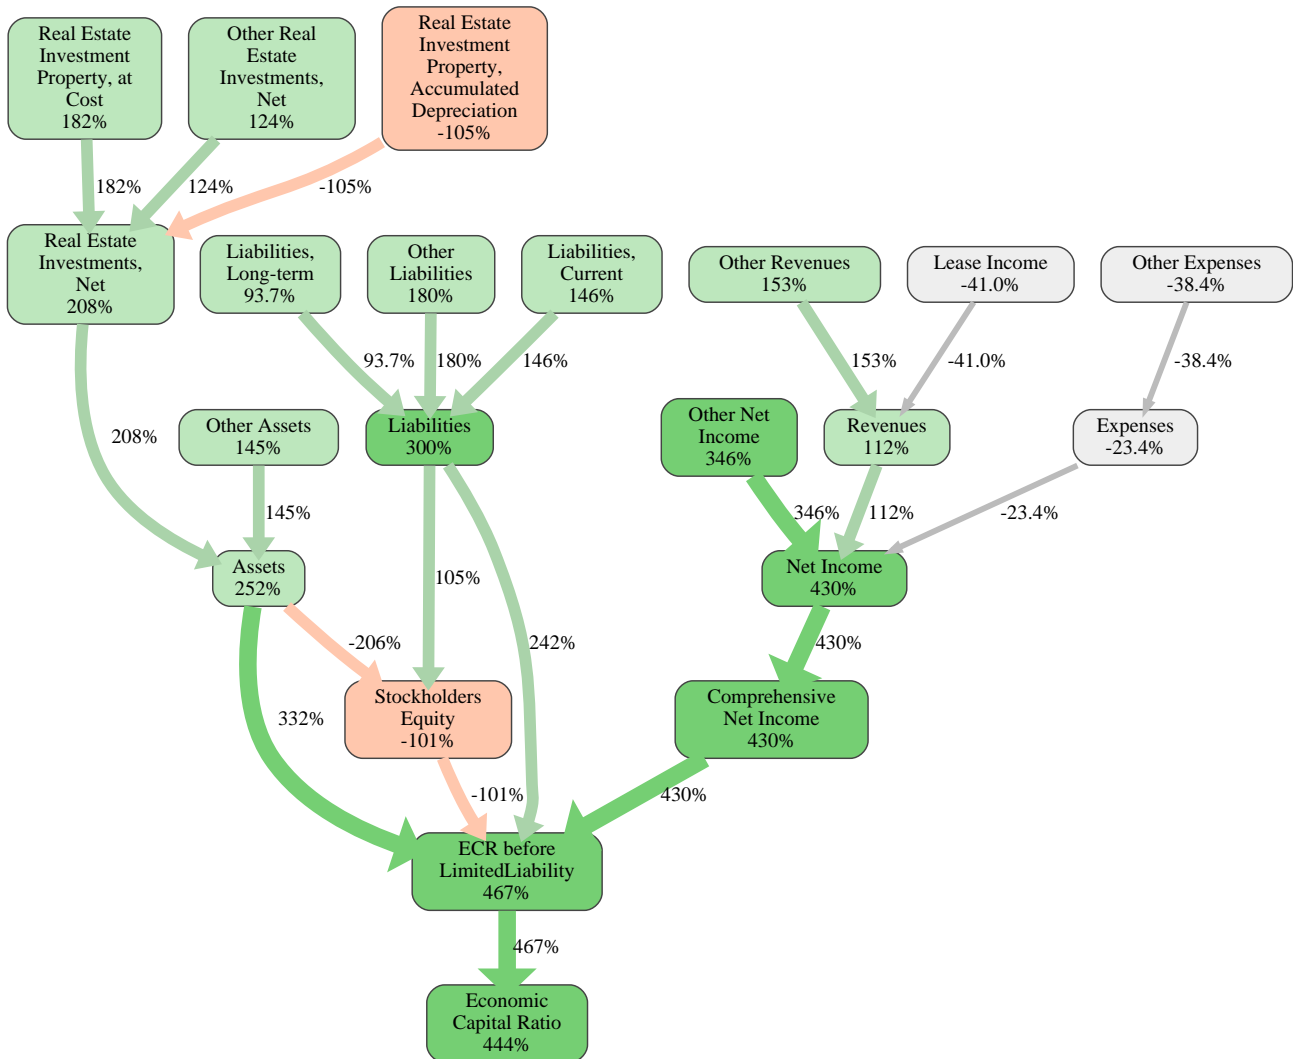 Real Estate
Investment
Property, at
Cost
182%
Other Real
Estate
Investments,
Net
124%
Real Estate
Investment
Property,
Accumulated
Depreciation
-105%
182%
124%
-105%
Real Estate
Investments,
Net
208%
Liabilities,
Long-term
93.7%
Other
Liabilities
180%
Liabilities,
Current
146%
Other Revenues
153%
Lease Income
-41.0%
Other Expenses
-38.4%
93.7%
180%
146%
153%
-41.0%
-38.4%
208%
Other Assets
145%
Liabilities
300%
Other Net
Income
346%
Revenues
112%
Expenses
-23.4%
145%
105%
242%
346%
112%
-23.4%
Assets
252%
Net Income
430%
332%
-206%
430%
Stockholders
Equity
-101%
Comprehensive
Net Income
430%
-101%
430%
ECR before
LimitedLiability
467%
467%
Economic
Capital Ratio
444%